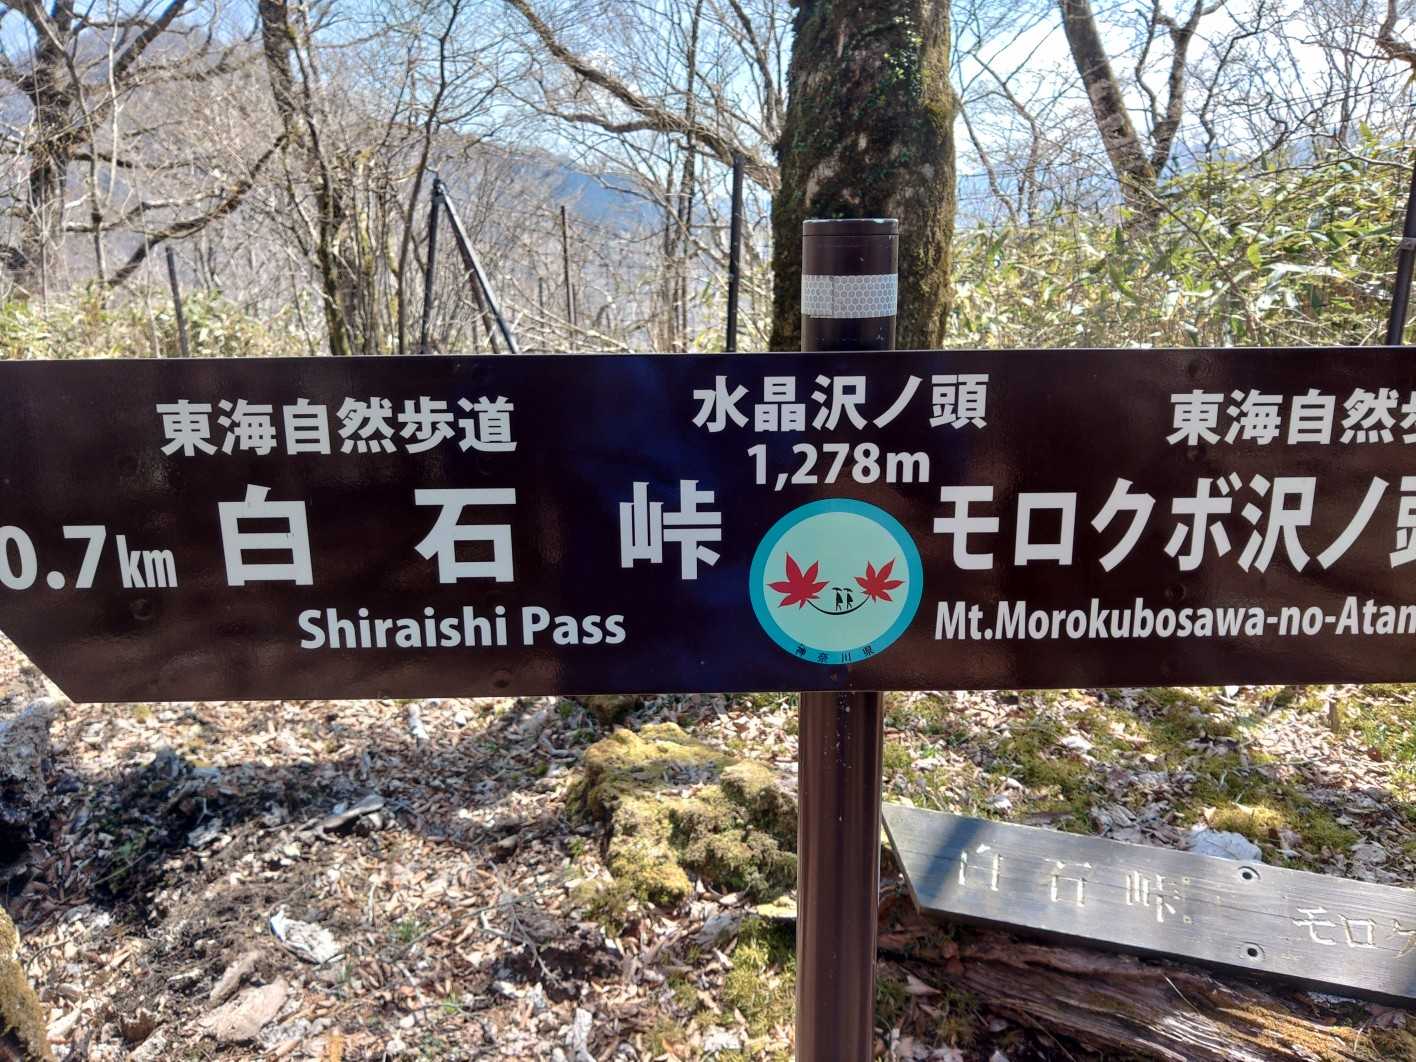 東海自然歩道
0.7km 白石峠
Shiraishi Pass
水晶沢ノ頭
1,278m
神奈川県
東海自然歩
モロクボ沢ノ頭
Mt.Morokubosawa-no-Atam
白石峠 モロク